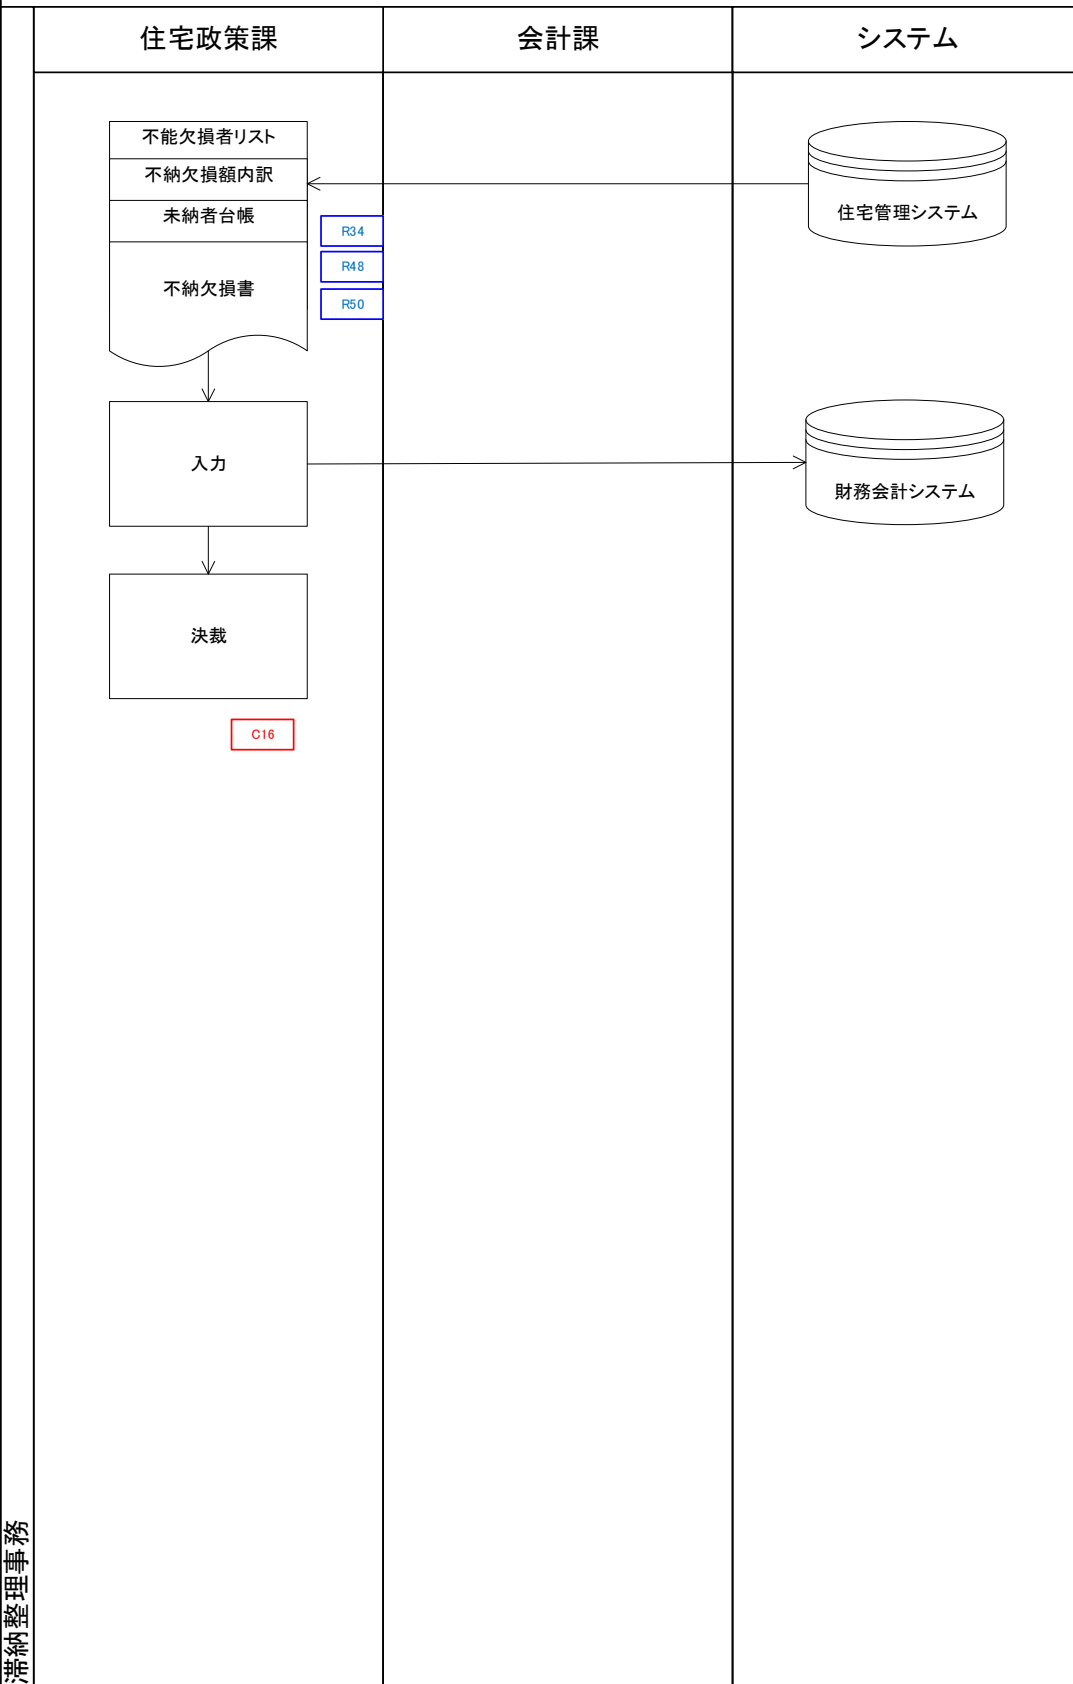 住宅政策課
会計課
システム
不能欠損者リスト
不納欠損額内訳
未納者台帳
不納欠損書
R34
R48
R50
住宅管理システム
入力
財務会計システム
決裁
C16
滞納整理事務